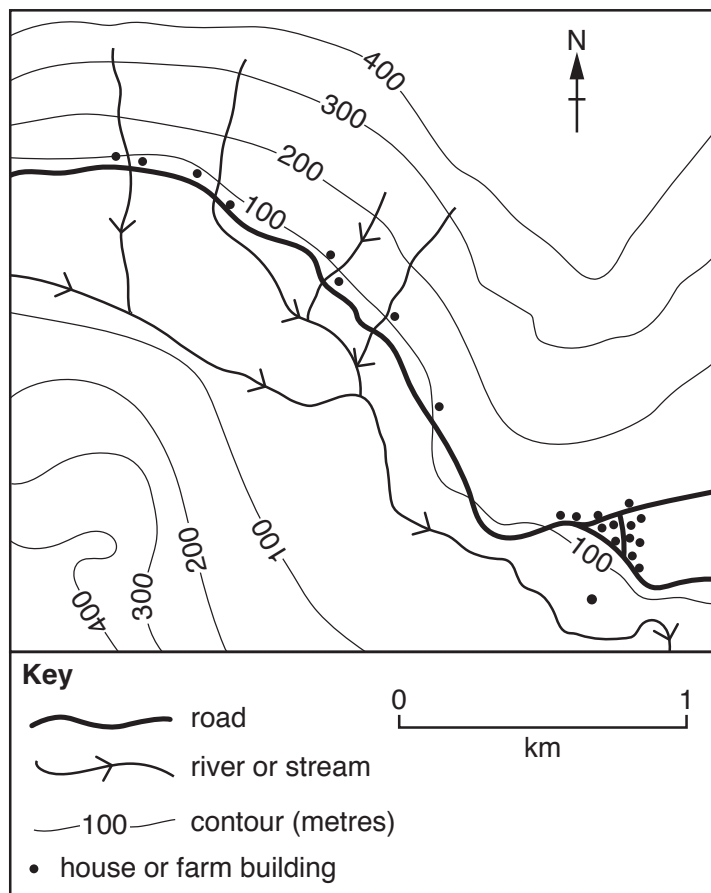 N
400
300
200
100
100
200
300
400
100
Key
0 1
road
km
river or stream
100 contour (metres)
house or farm building